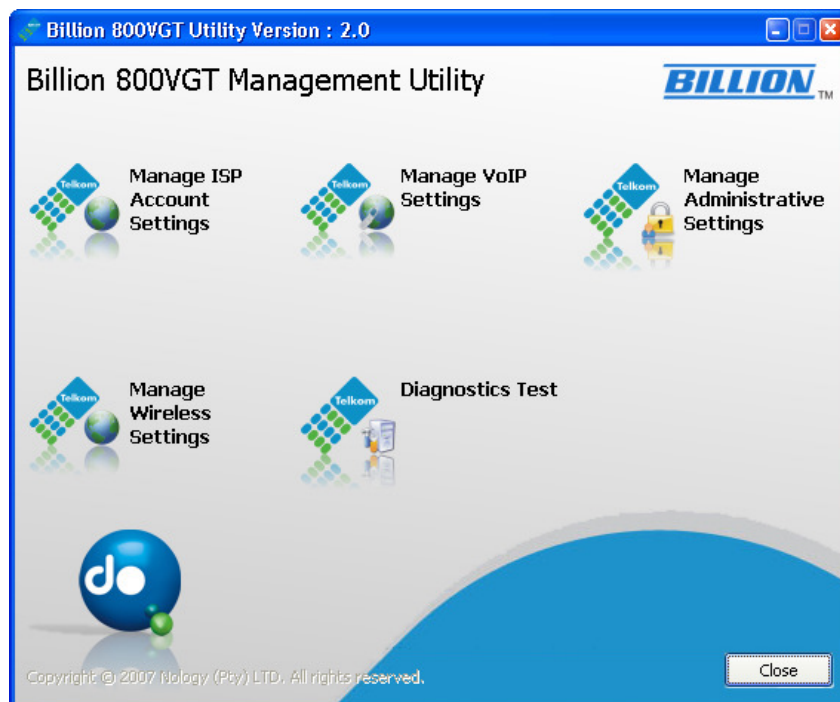 Billion 800VGT Utility Version : 2.0
Billion 800VGT Management Utility
BILLION TM
Telkom
Manage ISP
Account
Settings
Telkom
Manage VoIP
Settings
Telkom
Manage
Administrative
Settings
Telkom
Manage
Wireless
Settings
Telkom
Diagnostics Test
do
Copyright @ 2007 Nology (Pty) LTD. All rights reserved.
Close